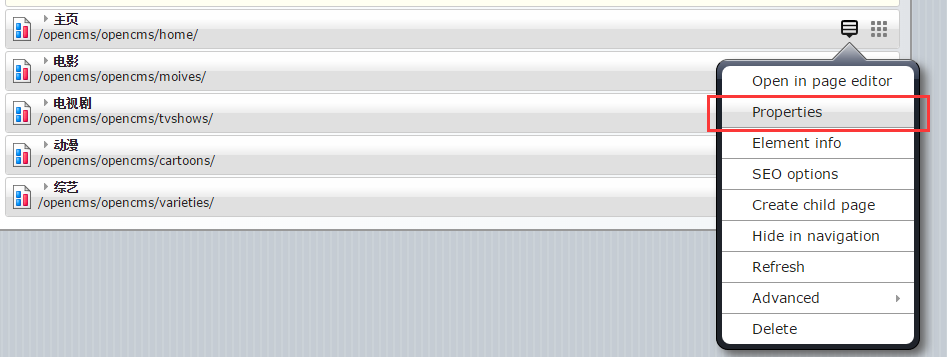 主页
/opencms/opencms/home/
电影
/opencms/opencms/moives/
电视剧
/opencms/opencms/tvshows/
动漫
/opencms/opencms/cartoons/
综艺
/opencms/opencms/varieties/
Open in page editor
Properties
Element info
SEO options
Create child page
Hide in navigation
Refresh
Advanced
Delete